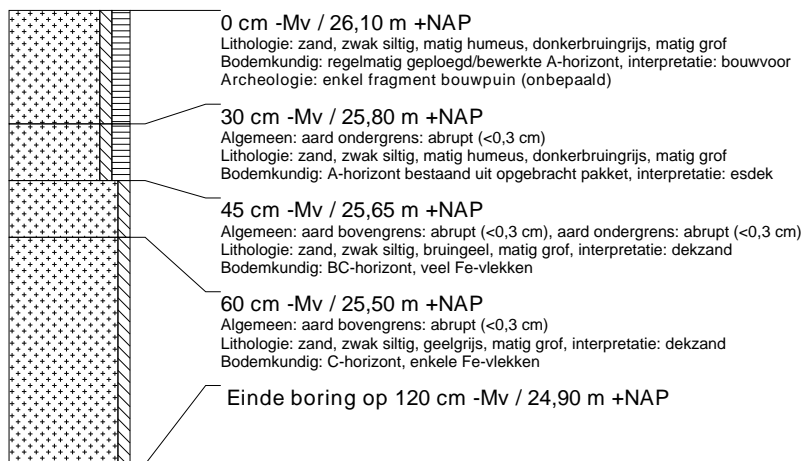 0 cm -Mv / 26,10 m +NAP
Lithologie: zand, zwak siltig, matig humeus, donkerbruingrijs, matig grof
Bodemkundig: regelmatig geploegd/bewerkte A-horizont, interpretatie: bouwvoor
Archeologie: enkel fragment bouwpuin (onbepaald)
30 cm -Mv / 25,80 m +NAP
Algemeen: aard ondergrens: abrupt (<0,3 cm)
Lithologie: zand, zwak siltig, matig humeus, donkerbruingrijs, matig grof
Bodemkundig: A-horizont bestaand uit opgebracht pakket, interpretatie: esdek
45 cm -Mv / 25,65 m +NAP
Algemeen: aard bovengrens: abrupt (<0,3 cm), aard ondergrens: abrupt (<0,3 cm)
Lithologie: zand, zwak siltig, bruingeel, matig grof, interpretatie: dekzand
Bodemkundig: BC-horizont, veel Fe-vlekken
60 cm -Mv / 25,50 m +NAP
Algemeen: aard bovengrens: abrupt (<0,3 cm)
Lithologie: zand, zwak siltig, geelgrijs, matig grof, interpretatie: dekzand
Bodemkundig: C-horizont, enkele Fe-vlekken
Einde boring op 120 cm -Mv / 24,90 m +NAP